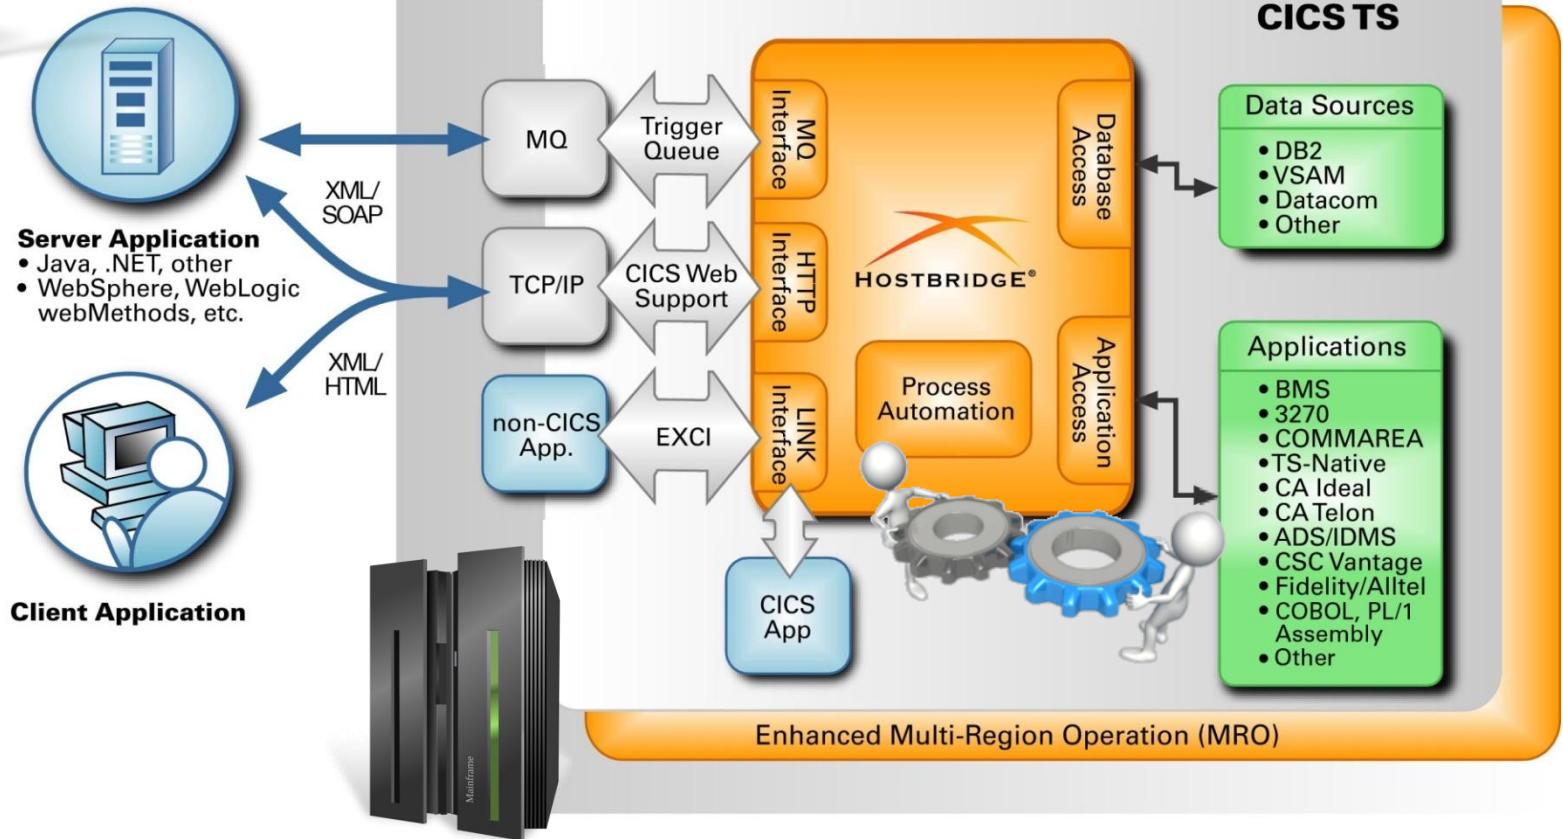 CICS TS
Server Application
• Java, .NET, other
• WebSphere, WebLogic
webMethods, etc.
XML/
SOAP
XML/
HTML
Client Application
MQ
Trigger
Queue
MQ
Interface
TCP/IP
CICS Web
Support
HTTP
Interface
non-CICS
App.
EXCI
LINK
Interface
CICS
App
HOSTBRIDGE®
Process
Automation
Database
Access
Application
Access
Data Sources
• DB2
• VSAM
• Datacom
• Other
Applications
• BMS
• 3270
• COMMAREA
• TS-Native
• CA Ideal
• CA Telon
• ADS/IDMS
• CSC Vantage
• Fidelity/Alltel
• COBOL, PL/1
Assembly
• Other
Enhanced Multi-Region Operation (MRO)
Mainframe